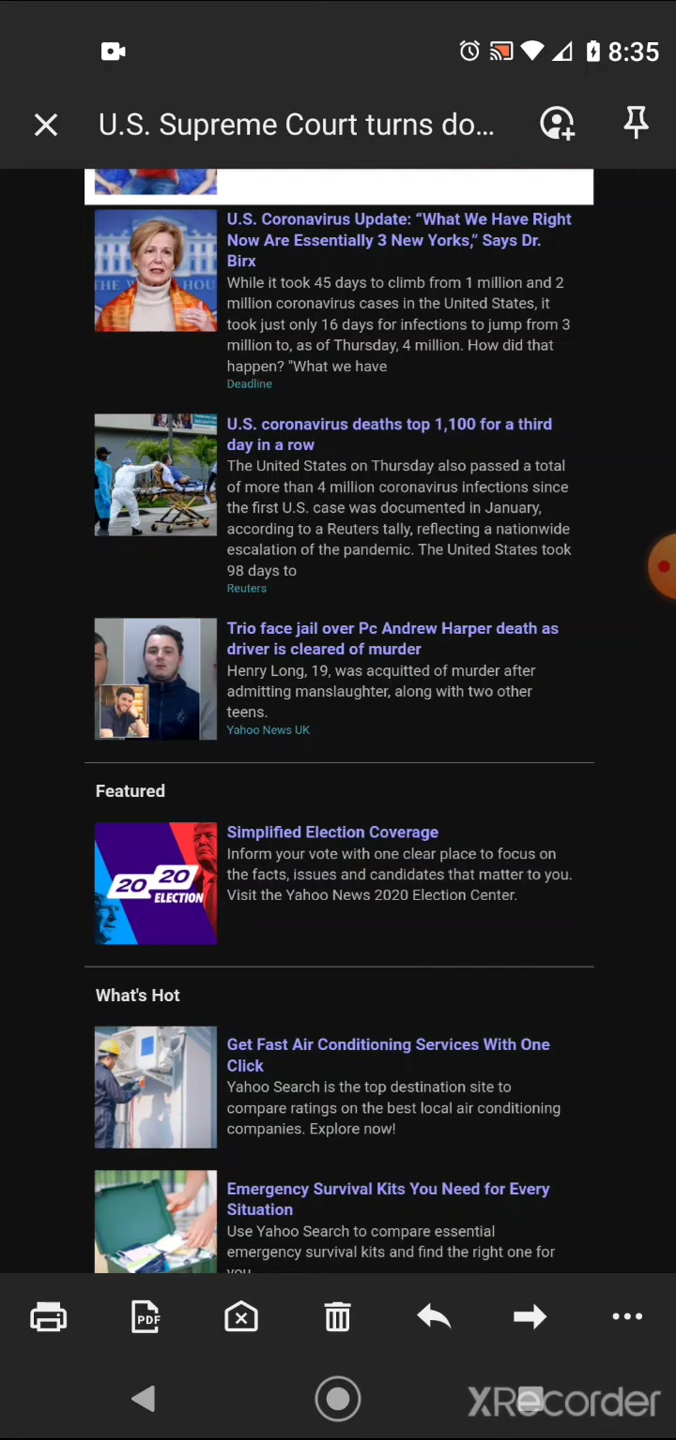 8:35
U.S. Supreme Court turns do...
U.S. Coronavirus Update: “What We Have Right
Now Are Essentially 3 New Yorks,” Says Dr.
Birx
While it took 45 days to climb from 1 million and 2
million coronavirus cases in the United States, it
took just only 16 days for infections to jump from 3
million to, as of Thursday, 4 million. How did that
happen? "What we have
Deadline
U.S. coronavirus deaths top 1,100 for a third
day in a row
The United States on Thursday also passed a total
of more than 4 million coronavirus infections since
the first U.S. case was documented in January,
according to a Reuters tally, reflecting a nationwide
escalation of the pandemic. The United States took
98 days to
Reuters
Trio face jail over Pc Andrew Harper death as
driver is cleared of murder
Henry Long, 19, was acquitted of murder after
admitting manslaughter, along with two other
teens.
Yahoo News UK
Featured
Simplified Election Coverage
Inform your vote with one clear place to focus on
the facts, issues and candidates that matter to you.
Visit the Yahoo News 2020 Election Center.
20 20
ELECTION
What's Hot
Get Fast Air Conditioning Services With One
Click
Yahoo Search is the top destination site to
compare ratings on the best local air conditioning
companies. Explore now!
Emergency Survival Kits You Need for Every
Situation
Use Yahoo Search to compare essential
emergency survival kits and find the right one for
you
PDF
XRecorder